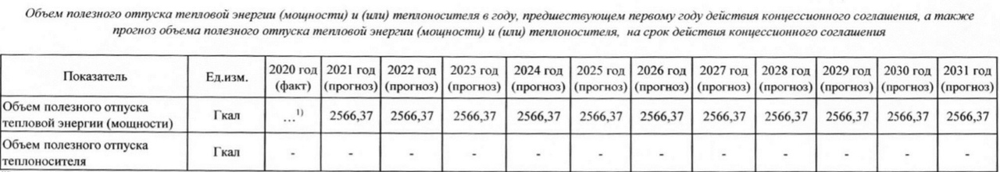 Объем полезного отпуска тепловой энергии (мощности) и (или) теплоносителя в году, предшествующем первому году действия концессионного соглашения, а также
прогноз объема полезного отпуска тепловой энергии (мощности) и (или) теплоносителя, на срок действия концессионного соглашения
Показатель Ед.изм. 2020 год (факт) 2021 год (прогноз) 2022 год (прогноз) 2023 год (прогноз) 2024 год (прогноз) 2025 год (прогноз) 2026 год (прогноз) 2027 год (прогноз) 2028 год (прогноз) 2029 год (прогноз) 2030 год (прогноз) 2031 год (прогноз)
Объем полезного отпуска
тепловой энергии (мощности) Гкал ...1) 2566,37 2566,37 2566,37 2566,37 2566,37 2566,37 2566,37 2566,37 2566,37 2566,37 2566,37
Объем полезного отпуска
теплоносителя Гкал - - - - - - - - - - - -